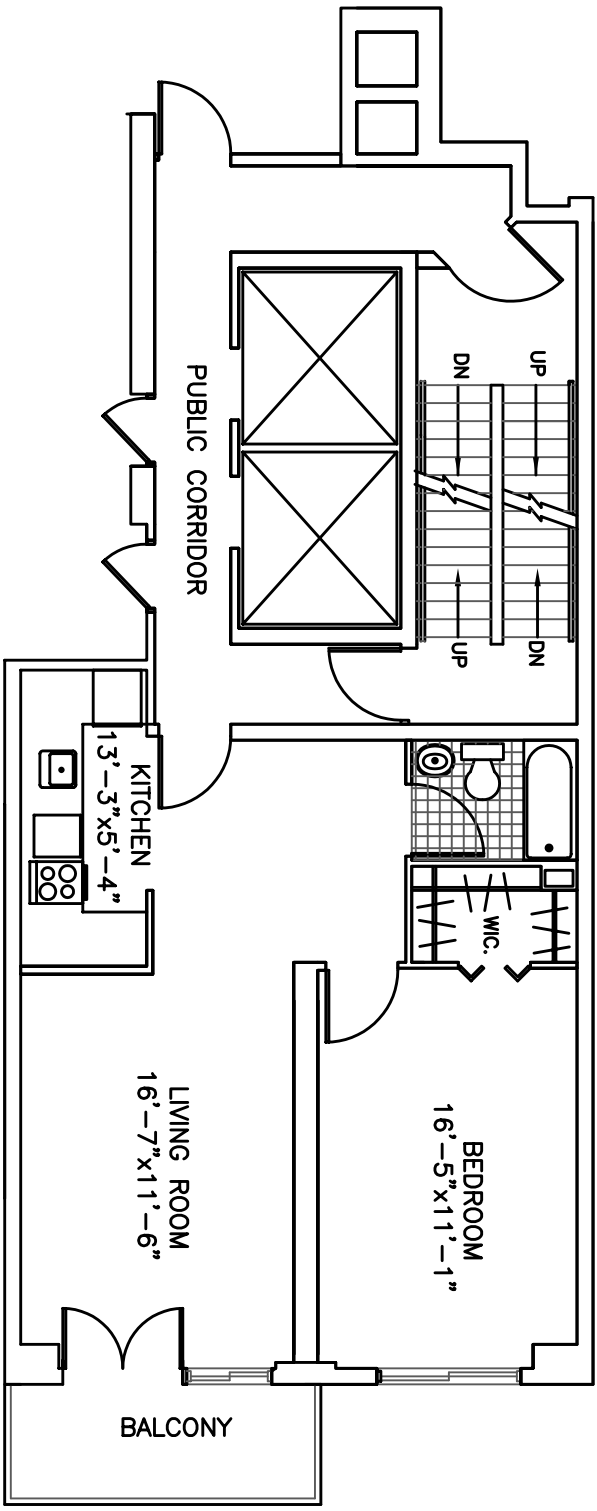 UP
DN
PUBLIC CORRIDOR
DN
UP
KITCHEN
13'-3"x5'-4"
WIC.
LIVING ROOM
16'-7"x11'-6"
BEDROOM
16'-5"x11'-1"
BALCONY